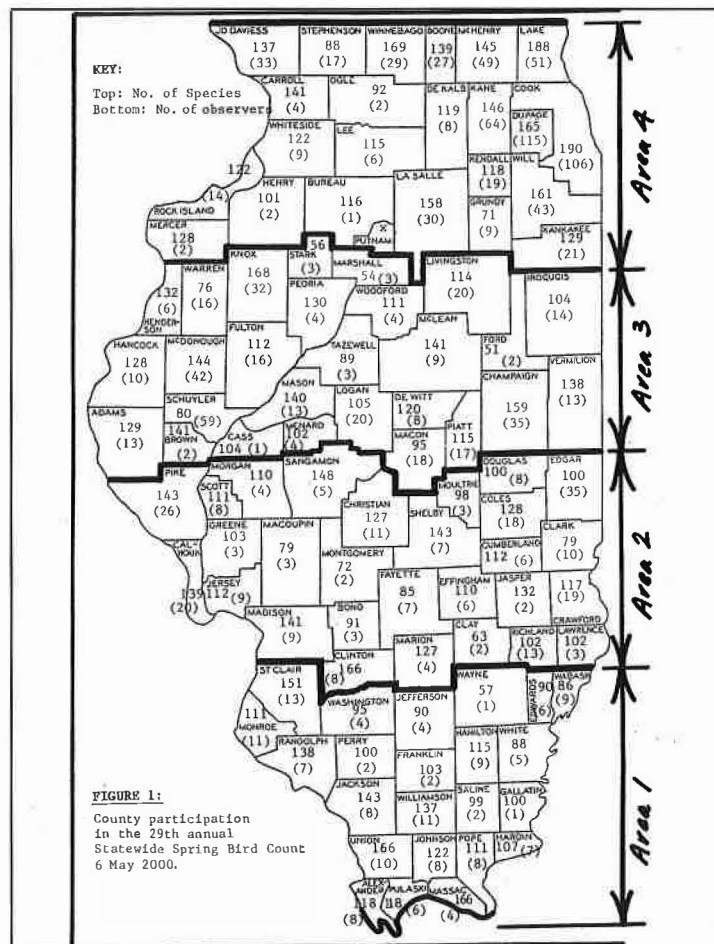 JO DAVIESS
137
(33)
STEPHENSON
88
(17)
WINNEBAGO
169
(29)
BOONE
139
(27)
MCHENRY
145
(49)
LAKE
188
(51)
KEY:
Top: No. of Species
Bottom: No. of observers
CARROLL
141
(4)
OGLE
92
(2)
DE KALB
119
(8)
KANE
146
(64)
COOK
190
(106)
DUPAGE
165
(115)
WHITESIDE
122
(9)
LEE
115
(6)
KENDALL
118
(19)
WILL
161
(43)
122
(14)
ROCK ISLAND
HENRY
101
(2)
BUREAU
116
(1)
LA SALLE
158
(30)
GRUNDY
71
(9)
X
PUTNAM
KANKAKEE
129
(21)
MERCER
128
(2)
Area 4
132
(6)
HENDER-
SON
WARREN
76
(16)
KNOX
168
(32)
56
STARK
(3)
MARSHALL
54 (3)
PEORIA
130
(4)
WOODFORD
111
(4)
LIVINGSTON
114
(20)
IROQUOIS
104
(14)
HANCOCK
128
(10)
MCDONOUGH
144
(42)
FULTON
112
(16)
TAZEWELL
89
(3)
MCLEAN
141
(9)
FORD
51
(2)
VERMILION
138
(13)
ADAMS
129
(13)
SCHUYLER
80
(59)
141
BROWN
(2)
CASS
104 (1)
MASON
140
(13)
MENARD
102
(4)
LOGAN
105
(20)
DE WITT
120
(8)
MACON
95
(18)
PIATT
115
(17)
CHAMPAIGN
159
(35)
Area 3
PIKE
143
(26)
MORGAN
110
(4)
SCOTT
111
(8)
SANGAMON
148
(5)
CHRISTIAN
127
(11)
MOULTRIE
98
(3)
DOUGLAS
100
(8)
EDGAR
100
(35)
COLES
128
(18)
SHELBY
143
(7)
GREENE
103
(3)
MACOUPIN
79
(3)
MONTGOMERY
72
(2)
CUMBERLAND
112 (6)
CLARK
79
(10)
CAL-
HOUN
139
(20)
JERSEY
112 (9)
FAYETTE
85
(7)
EFFINGHAM
110
(6)
JASPER
132
(2)
117
(19)
CRAWFORD
MADISON
141
(9)
BOND
91
(3)
CLINTON
166
(8)
MARION
127
(4)
CLAY
63
(2)
RICHLAND
102
(13)
LAWRENCE
102
(3)
Area 2
ST CLAIR
151
(13)
WASHINGTON
95
(4)
JEFFERSON
90
(4)
WAYNE
57
(1)
EDWARDS
90
(6)
WABASH
86
(9)
111
MONROE
(11)
RANDOLPH
138
(7)
PERRY
100
(2)
FRANKLIN
103
(2)
HAMILTON
115
(9)
WHITE
88
(5)
JACKSON
143
(8)
WILLIAMSON
137
(11)
SALINE
99
(2)
GALLATIN
100
(1)
UNION
166
(10)
JOHNSON
122
(8)
POPE
111
(8)
HARDIN
107 (7)
ALEX-
ANDER
118
(8)
PULASKI
118
(6)
MASSAC
166
(4)
Area 1
FIGURE 1:
County participation
in the 29th annual
Statewide Spring Bird Count
6 May 2000.